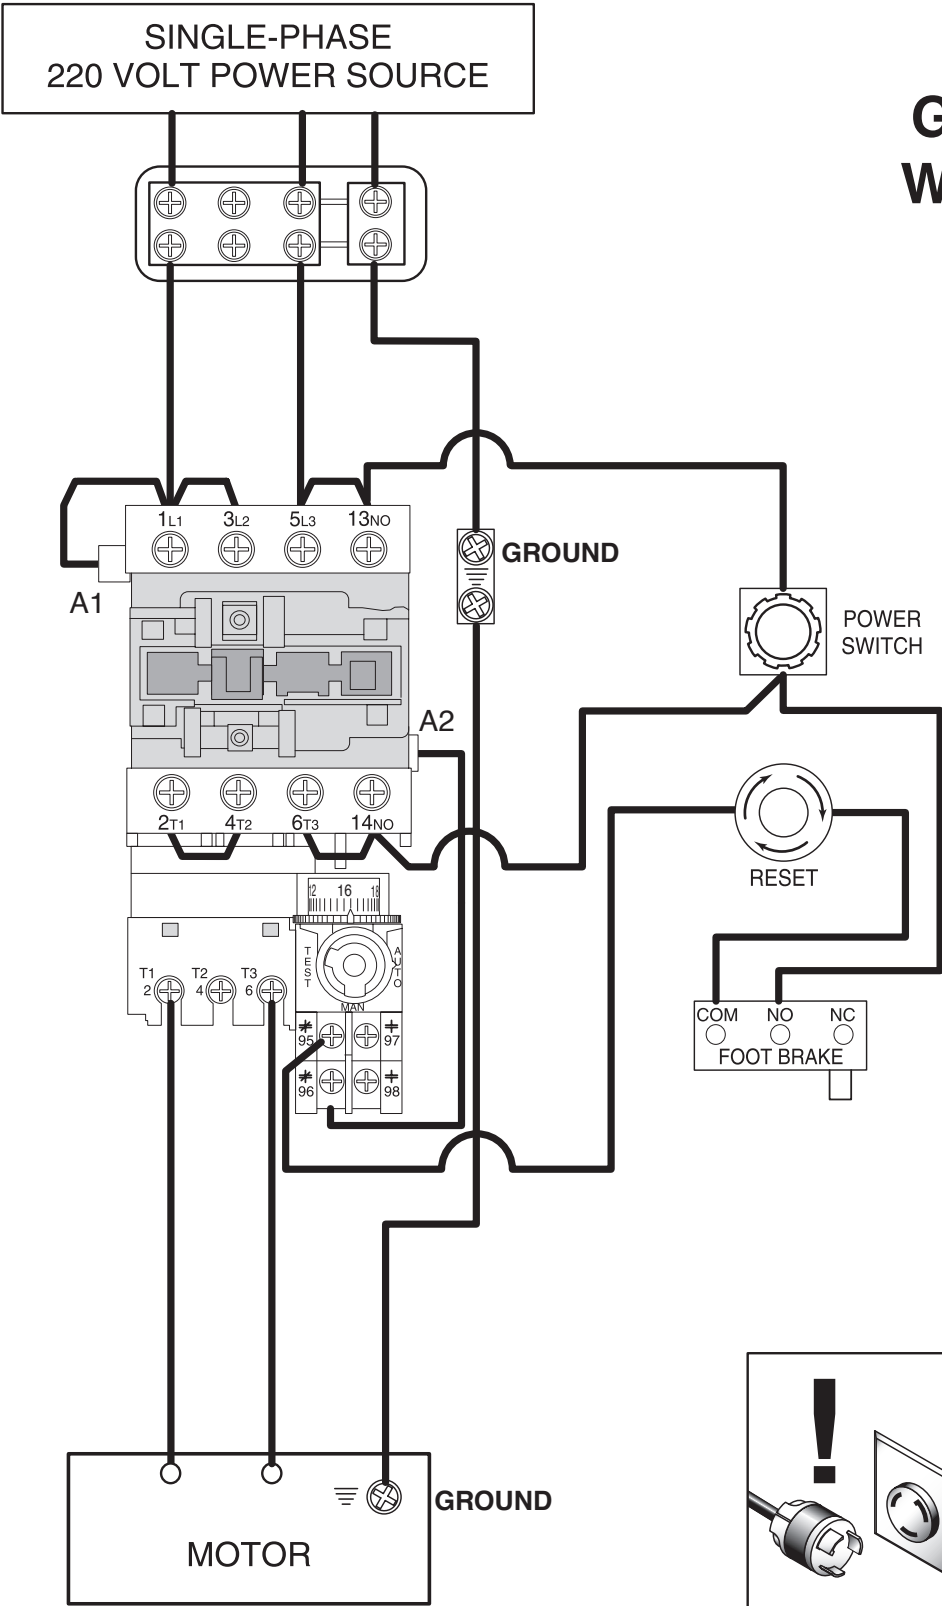 SINGLE-PHASE
220 VOLT POWER SOURCE
G
W
1L1 3L2 5L3 13NO
GROUND
A1
POWER
SWITCH
A2
2T1 4T2 6T3 14NO
RESET
12 16 18
TEST
AUTO
MAN
T1 T2 T3
2 4 6
95 97
96 98
COM NO NC
FOOT BRAKE
!
GROUND
MOTOR